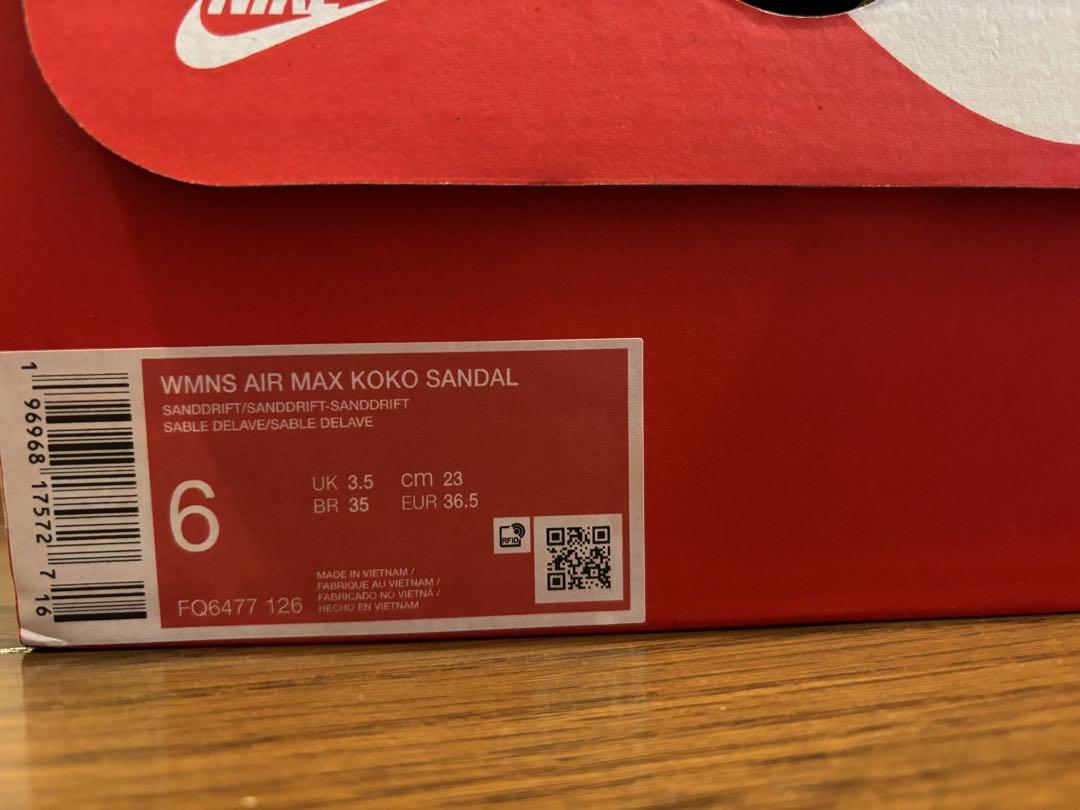 NIKE
WMNS AIR MAX KOKO SANDAL
SANDDRIFT/SANDDRIFT-SANDDRIFT
SABLE DELAVE/SABLE DELAVE
6
UK 3.5 cm 23
BR 35 EUR 36.5
RFID
MADE IN VIETNAM /
FABRIQUE AU VIETNAM /
FABRICADO NO VIETNÃ /
HECHO EN VIETNAM
FQ6477 126
1 96968 17572 7 16